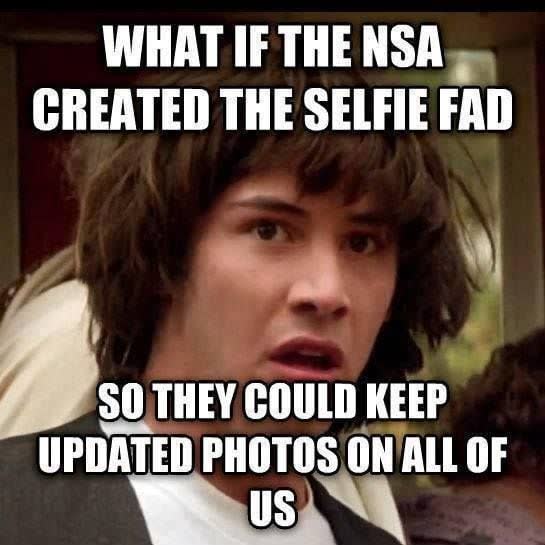 WHAT IF THE NSA
CREATED THE SELFIE FAD
SO THEY COULD KEEP
UPDATED PHOTOS ON ALL OF
US